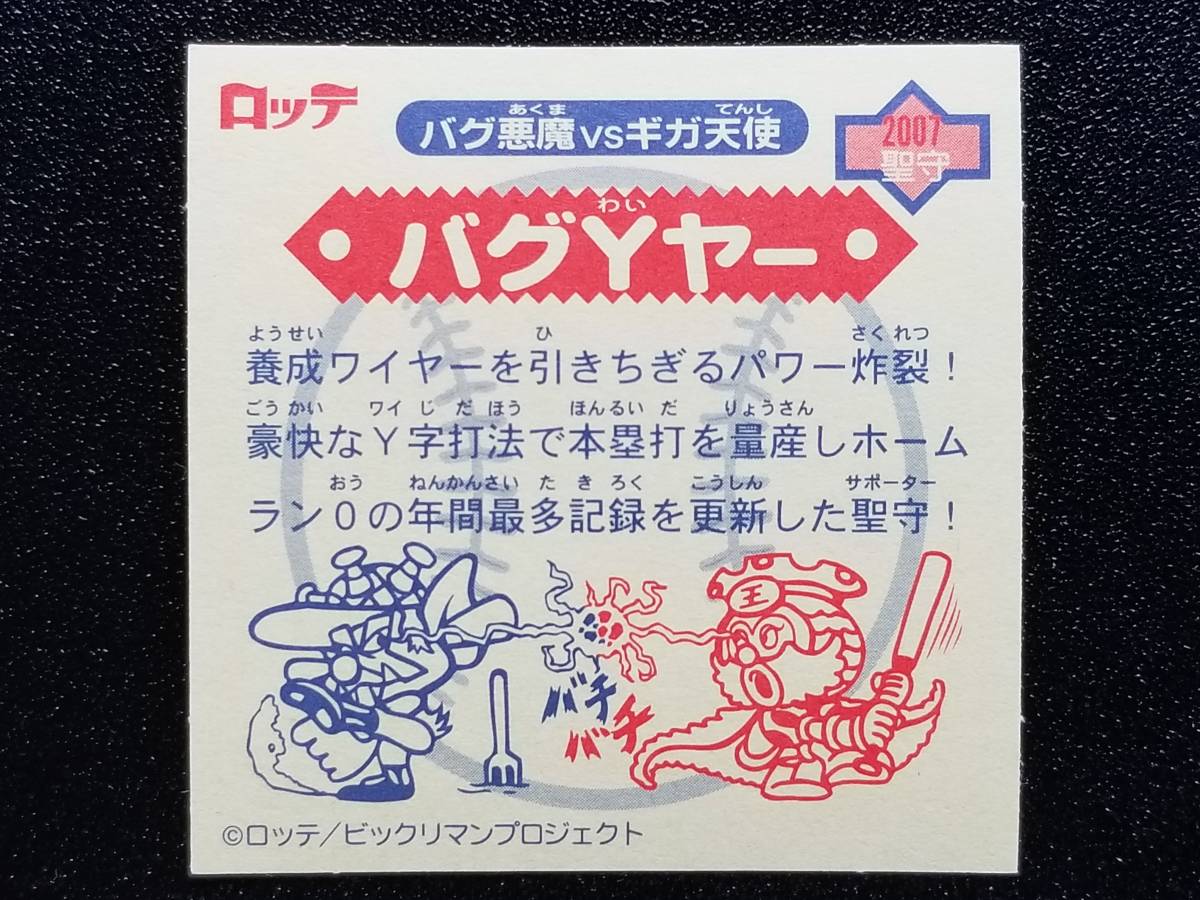 ロッテ
あくま てんし
バグ悪魔vsギガ天使
2007
聖守
わい
バグYヤー
ようせい ひ さくれつ
養成ワイヤーを引きちぎるパワー炸裂！
ごうかい ワイ じ だ ほう ほんるい だ りょうさん
豪快なY字打法で本塁打を量産しホーム
おう ねんかんさい た き ろく こうしん サポーター
ラン0の年間最多記録を更新した聖守！
王
バチ
バチ
©ロッテ/ビックリマンプロジェクト